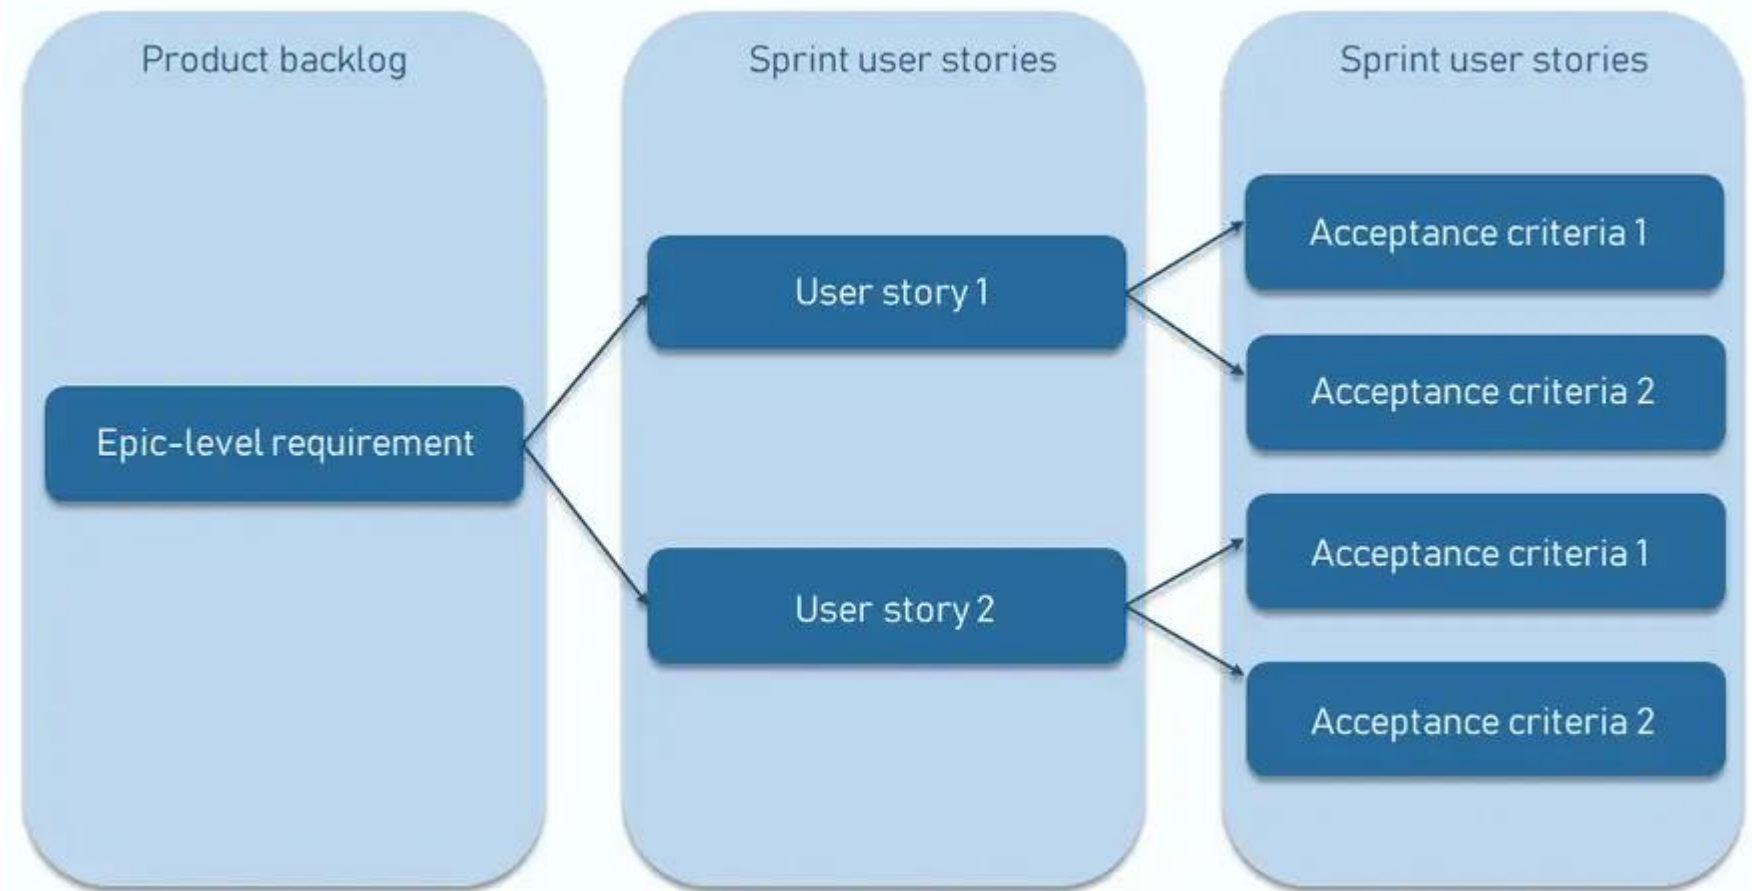 Product backlog
Epic-level requirement
Sprint user stories
User story 1
User story 2
Sprint user stories
Acceptance criteria 1
Acceptance criteria 2
Acceptance criteria 1
Acceptance criteria 2